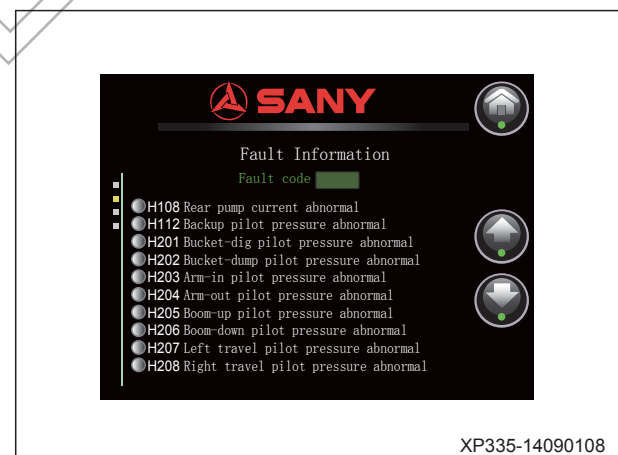 SANY
Fault Information
Fault code
H108 Rear pump current abnormal
H112 Backup pilot pressure abnormal
H201 Bucket-dig pilot pressure abnormal
H202 Bucket-dump pilot pressure abnormal
H203 Arm-in pilot pressure abnormal
H204 Arm-out pilot pressure abnormal
H205 Boom-up pilot pressure abnormal
H206 Boom-down pilot pressure abnormal
H207 Left travel pilot pressure abnormal
H208 Right travel pilot pressure abnormal
XP335-14090108